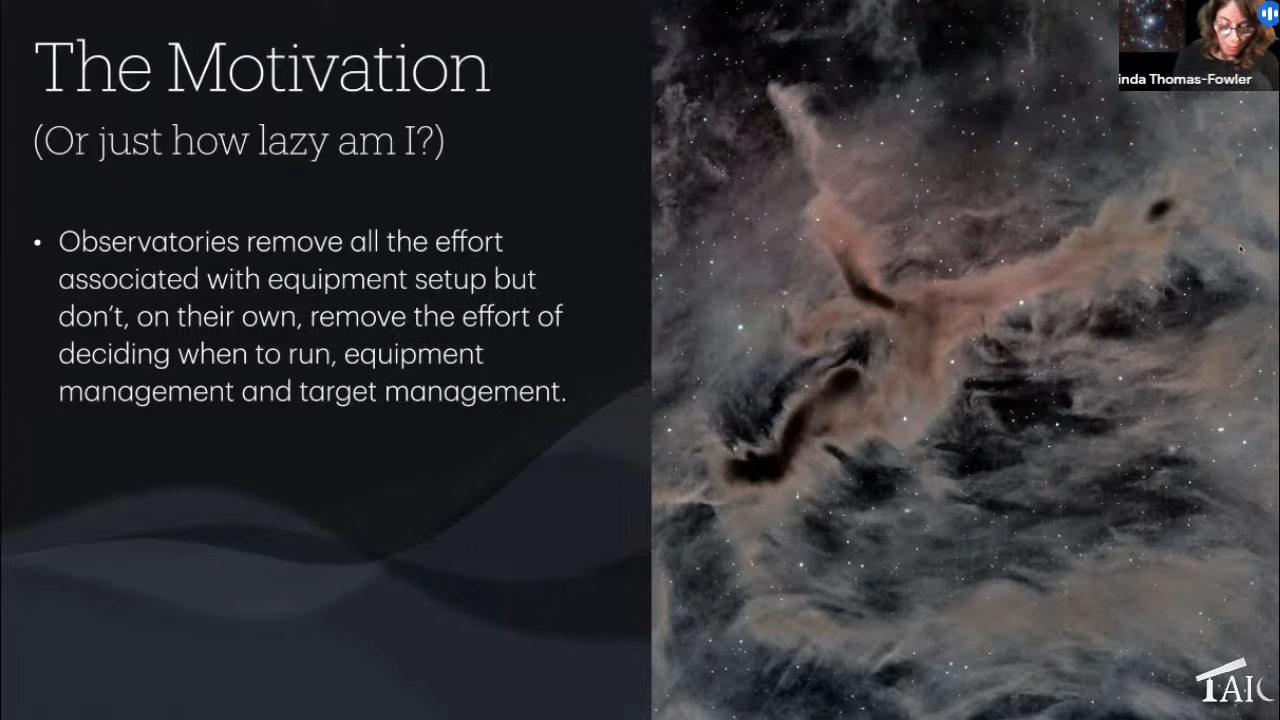 The Motivation
(Or just how lazy am I?)
• Observatories remove all the effort
associated with equipment setup but
don't, on their own, remove the effort of
deciding when to run, equipment
management and target management.
inda Thomas-Fowler
TAIC